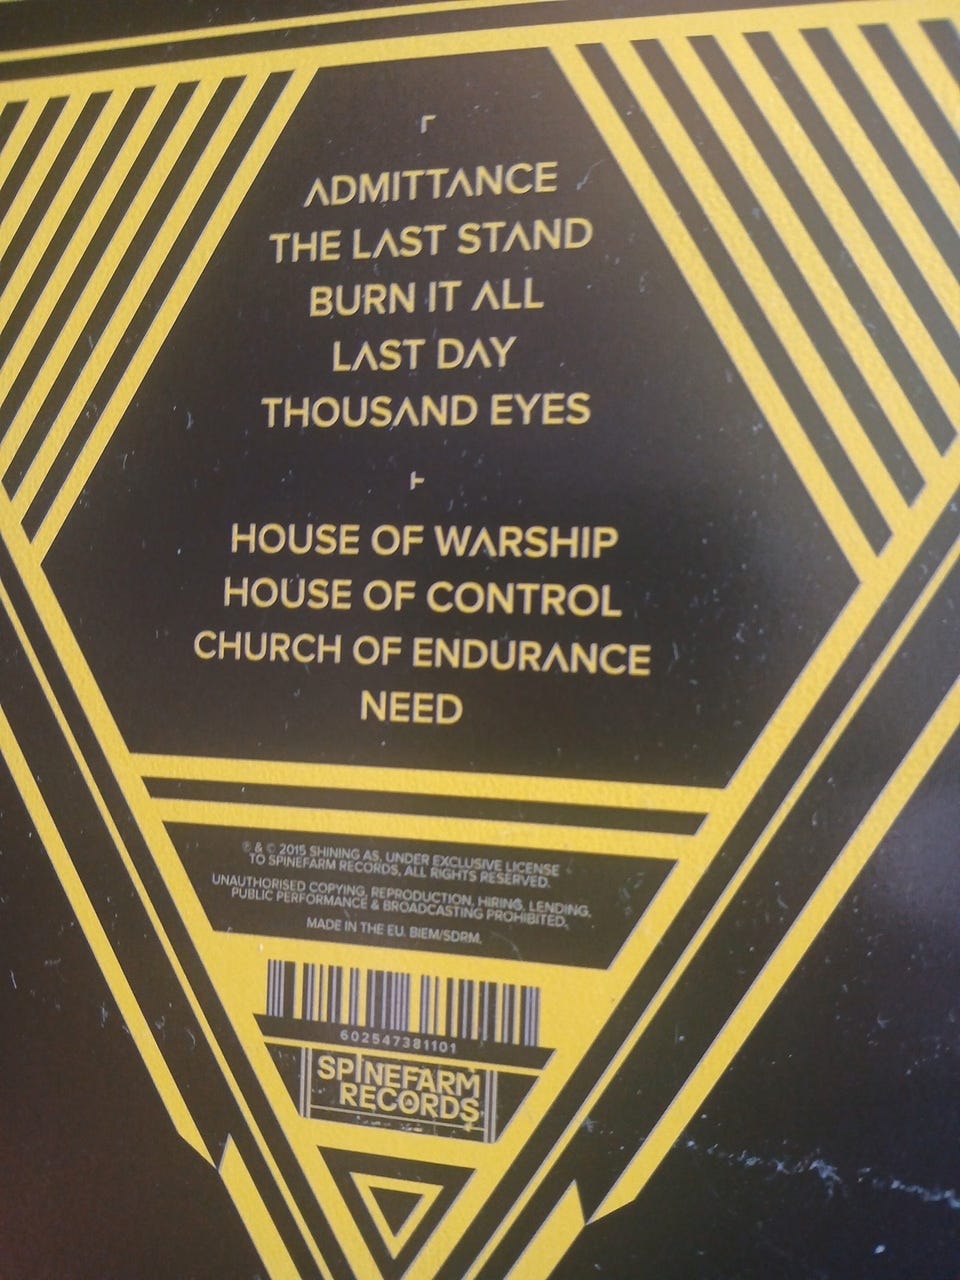 ADMITTANCE
THE LAST STAND
BURN IT ALL
LAST DAY
THOUSAND EYES
HOUSE OF WARSHIP
HOUSE OF CONTROL
CHURCH OF ENDURANCE
NEED
℗ & © 2015 SHINING AS, UNDER EXCLUSIVE LICENSE
TO SPINEFARM RECORDS, ALL RIGHTS RESERVED.
UNAUTHORISED COPYING, REPRODUCTION, HIRING, LENDING,
PUBLIC PERFORMANCE & BROADCASTING PROHIBITED.
MADE IN THE EU. BIEM/SDRM.
602547381101
SPINEFARM
RECORDS